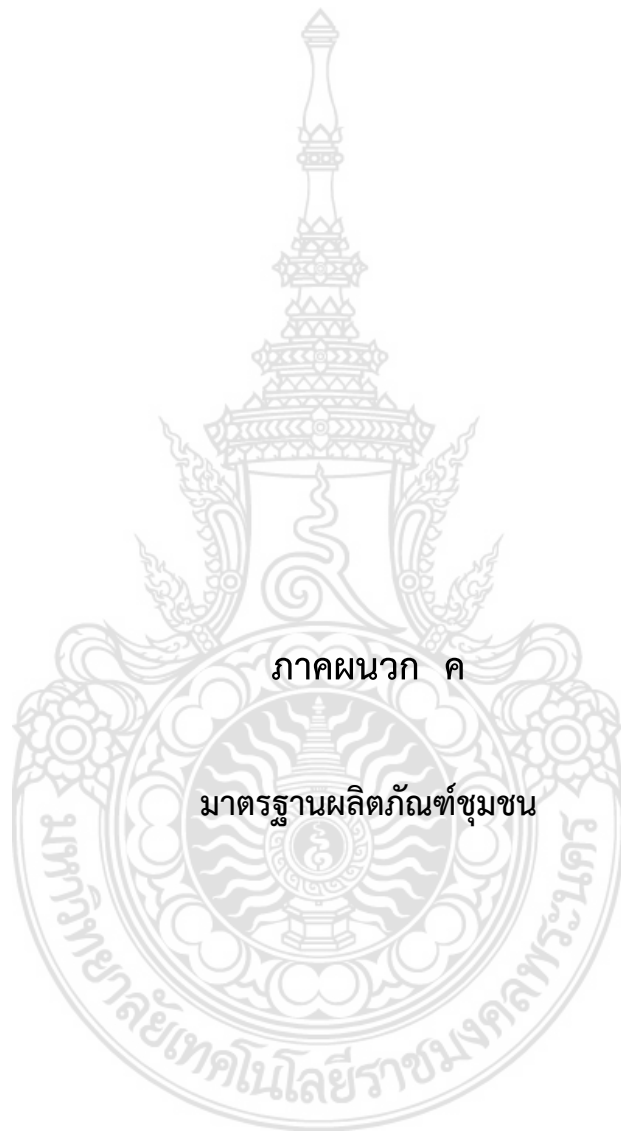 ภาคผนวก ค
มาตรฐานผลิตภัณฑ์ชุมชน
มหาวิทยาลัยเทคโนโลยีราชมงคลพระนคร